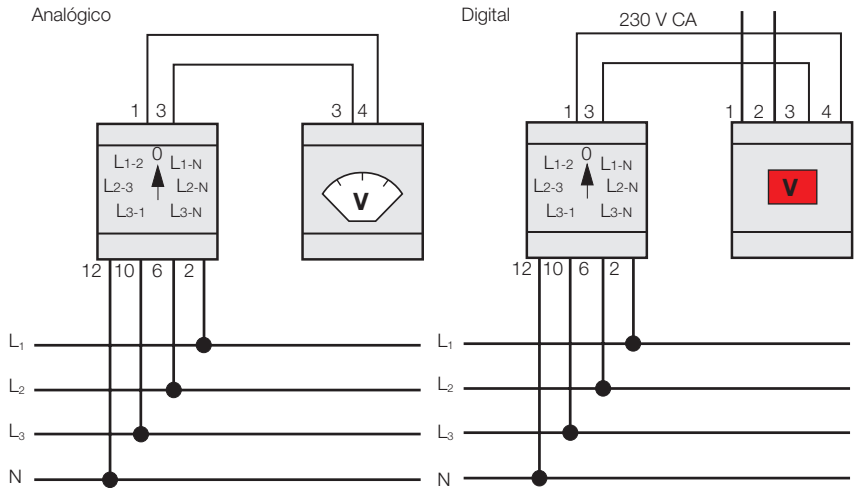 Analógico
1 3
3 4
0
L1-2 L1-N
L2-3 L2-N
L3-1 L3-N
V
12 10 6 2
L1
L2
L3
N
Digital
230 V CA
1 3
1 2 3 4
0
L1-2 L1-N
L2-3 L2-N
L3-1 L3-N
V
12 10 6 2
L1
L2
L3
N